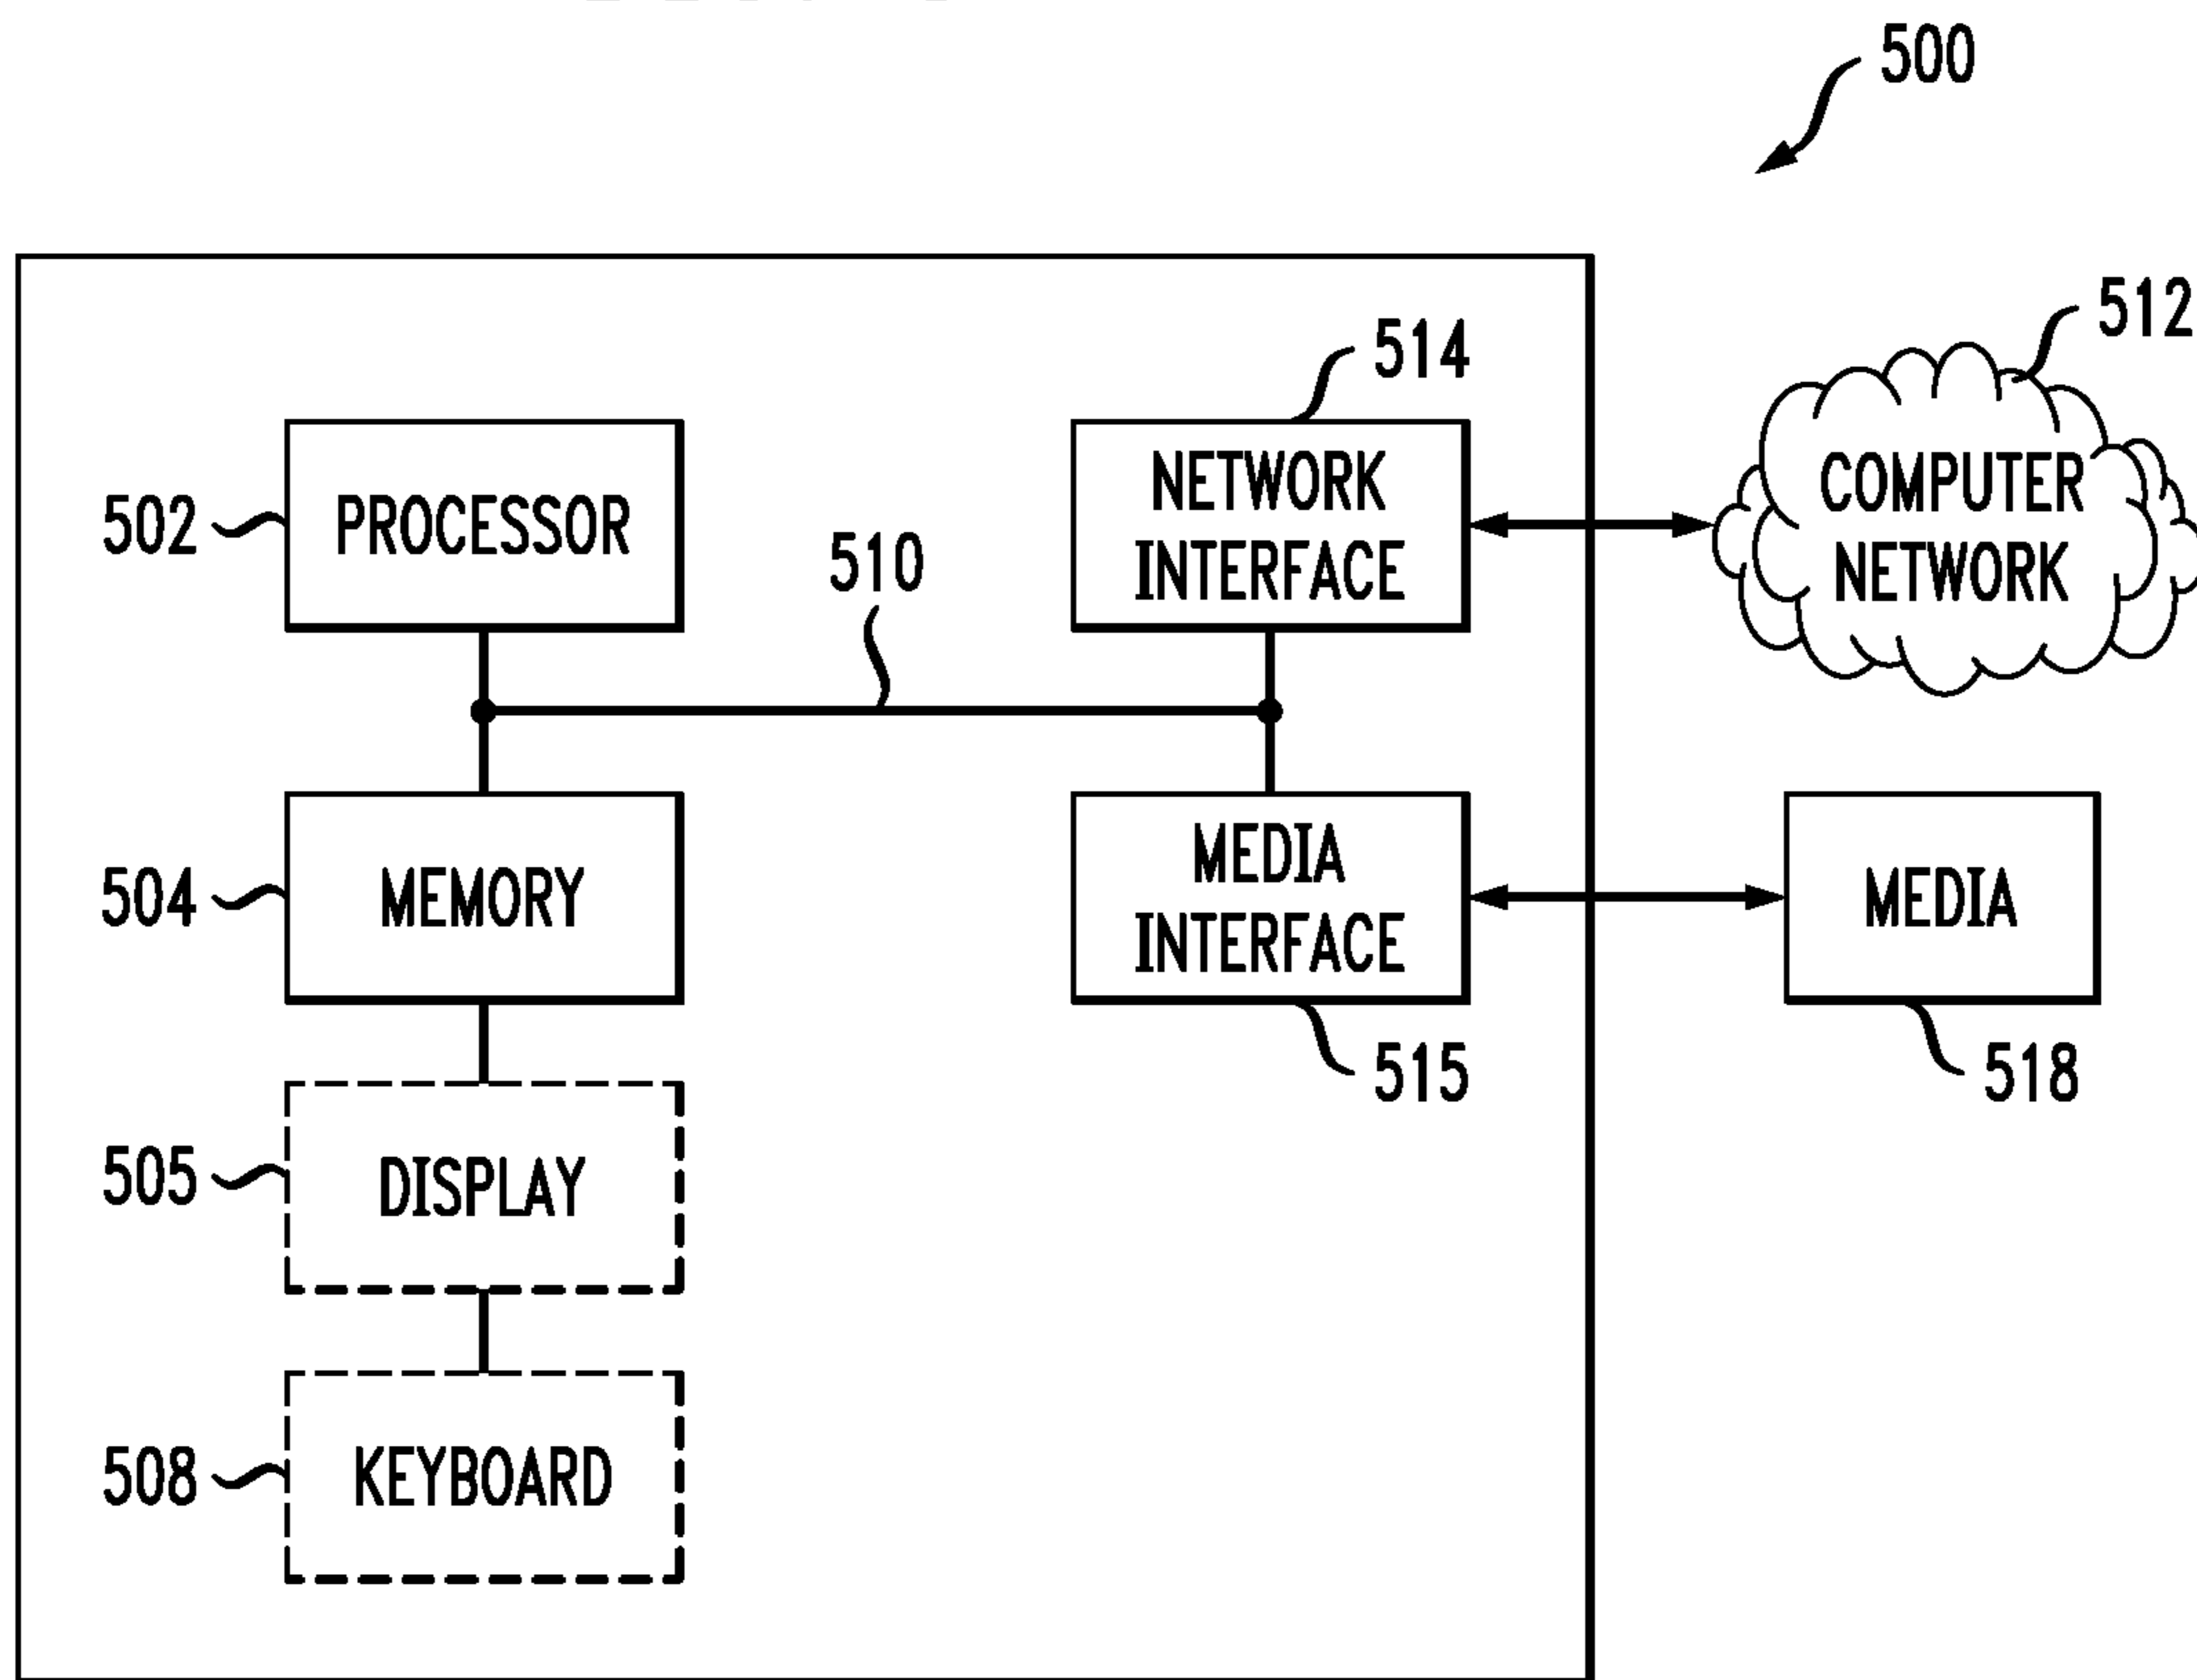 500
512
514
502
PROCESSOR
NETWORK
INTERFACE
COMPUTER
NETWORK
510
504
MEMORY
MEDIA
INTERFACE
MEDIA
515
518
505
DISPLAY
508
KEYBOARD